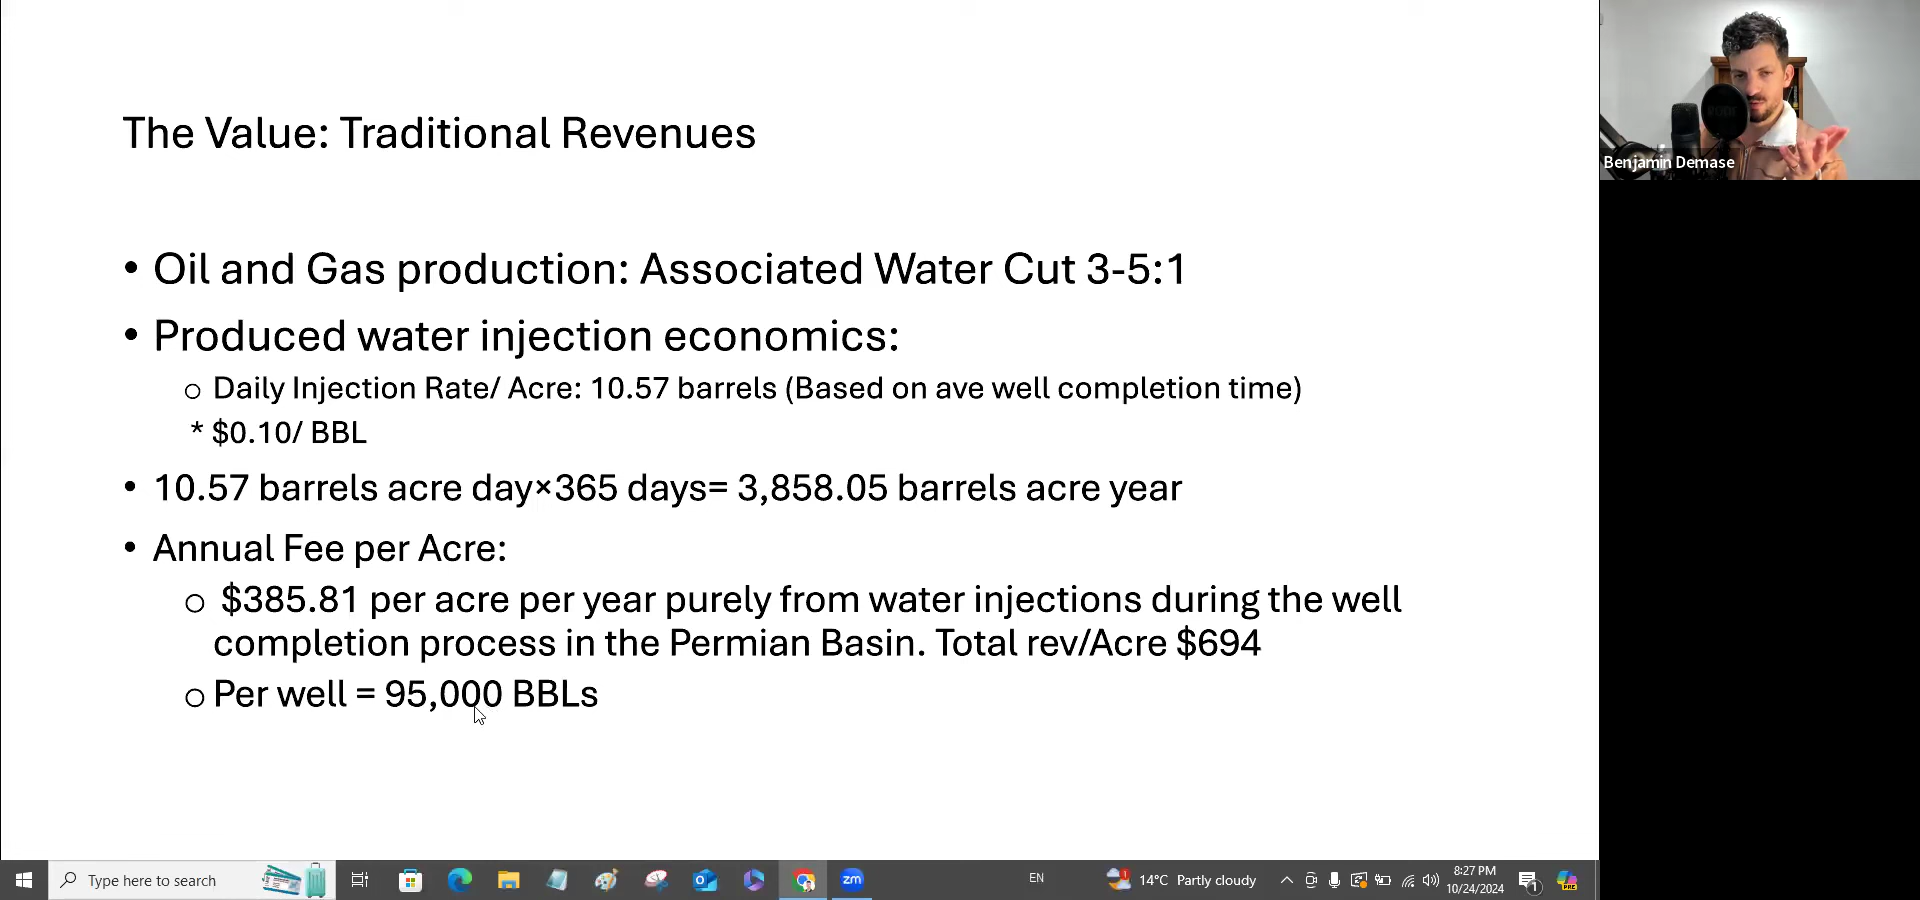 The Value: Traditional Revenues
• Oil and Gas production: Associated Water Cut 3-5:1
• Produced water injection economics:
o Daily Injection Rate/ Acre: 10.57 barrels (Based on ave well completion time)
* $0.10/ BBL
• 10.57 barrels acre day×365 days= 3,858.05 barrels acre year
• Annual Fee per Acre:
o $385.81 per acre per year purely from water injections during the well
completion process in the Permian Basin. Total rev/Acre $694
o Per well = 95,000 BBLs
Benjamin Demase
Type here to search
zm
EN
14°C Partly cloudy
8:27 PM
10/24/2024
1
PRE